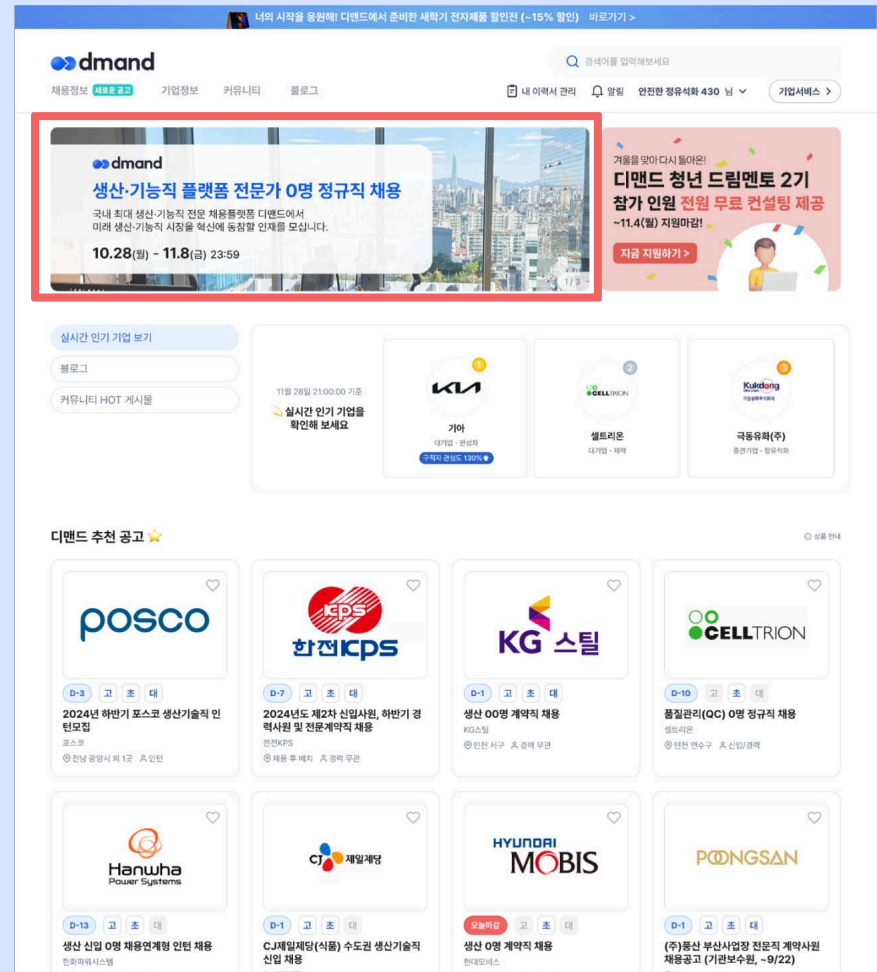 너의 시작을 응원해! 디맨드에서 준비한 새학기 전자제품 할인전 (~15% 할인) 바로가기 >
dmand
검색어를 입력해보세요
채용정보 새로운 공고 기업정보 커뮤니티 블로그
내 이력서 관리 알림 안전한 정유석화 430 님 기업서비스 >
dmand
생산·기능직 플랫폼 전문가 0명 정규직 채용
국내 최대 생산·기능직 전문 채용플랫폼 디맨드에서
미래 생산·기능직 시장을 혁신에 동참할 인재를 모십니다.
10.28(월) - 11.8(금) 23:59
1 / 3
겨울을 맞아 다시 돌아온!
디맨드 청년 드림멘토 2기
참가 인원 전원 무료 컨설팅 제공
~11.4(월) 지원마감!
지금 지원하기 >
실시간 인기 기업 보기
블로그
커뮤니티 HOT 게시물
11월 28일 21:00:00 기준
실시간 인기 기업을
확인해 보세요
1
KIA
기아
대기업 · 완성차
구직자 관심도 130%
2
CELLTRION
셀트리온
대기업 · 제약
3
Kukdong
극동유화(주)
중견기업 · 정유석화
디맨드 추천 공고
상품 안내
posco
D-3 고 초 대
2024년 하반기 포스코 생산기술직 인
턴모집
포스코
전남 광양시 외 1곳 인턴
KPS
한전KPS
D-7 고 초 대
2024년도 제2차 신입사원, 하반기 경
력사원 및 전문계약직 채용
한전KPS
채용 후 배치 경력 무관
KG 스틸
D-1 고 초 대
생산 00명 계약직 채용
KG스틸
인천 서구 경력 무관
CELLTRION
D-10 고 초 대
품질관리(QC) 0명 정규직 채용
셀트리온
인천 연수구 신입/경력
Hanwha
Power Systems
D-13 고 초 대
생산 신입 0명 채용연계형 인턴 채용
한화파워시스템
CJ 제일제당
D-1 고 초 대
CJ제일제당(식품) 수도권 생산기술직
신입 채용
HYUNDAI
MOBIS
오늘마감 고 초 대
생산 0명 계약직 채용
현대모비스
POONGSAN
D-1 고 초 대
(주)풍산 부산사업장 전문직 계약사원
채용공고 (기관보수원, ~9/22)